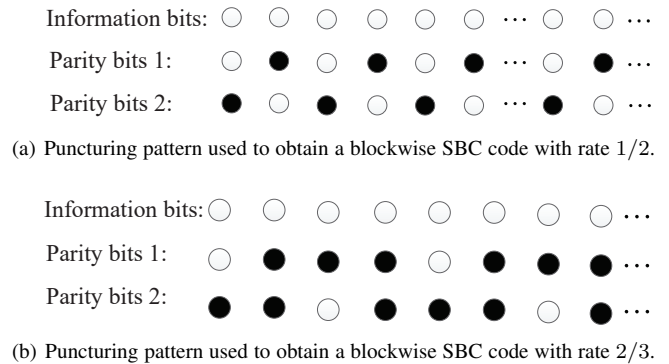 Information bits: ... ...
Parity bits 1: ... ...
Parity bits 2: ... ...
(a) Puncturing pattern used to obtain a blockwise SBC code with rate 1/2.
Information bits: ...
Parity bits 1: ...
Parity bits 2: ...
(b) Puncturing pattern used to obtain a blockwise SBC code with rate 2/3.